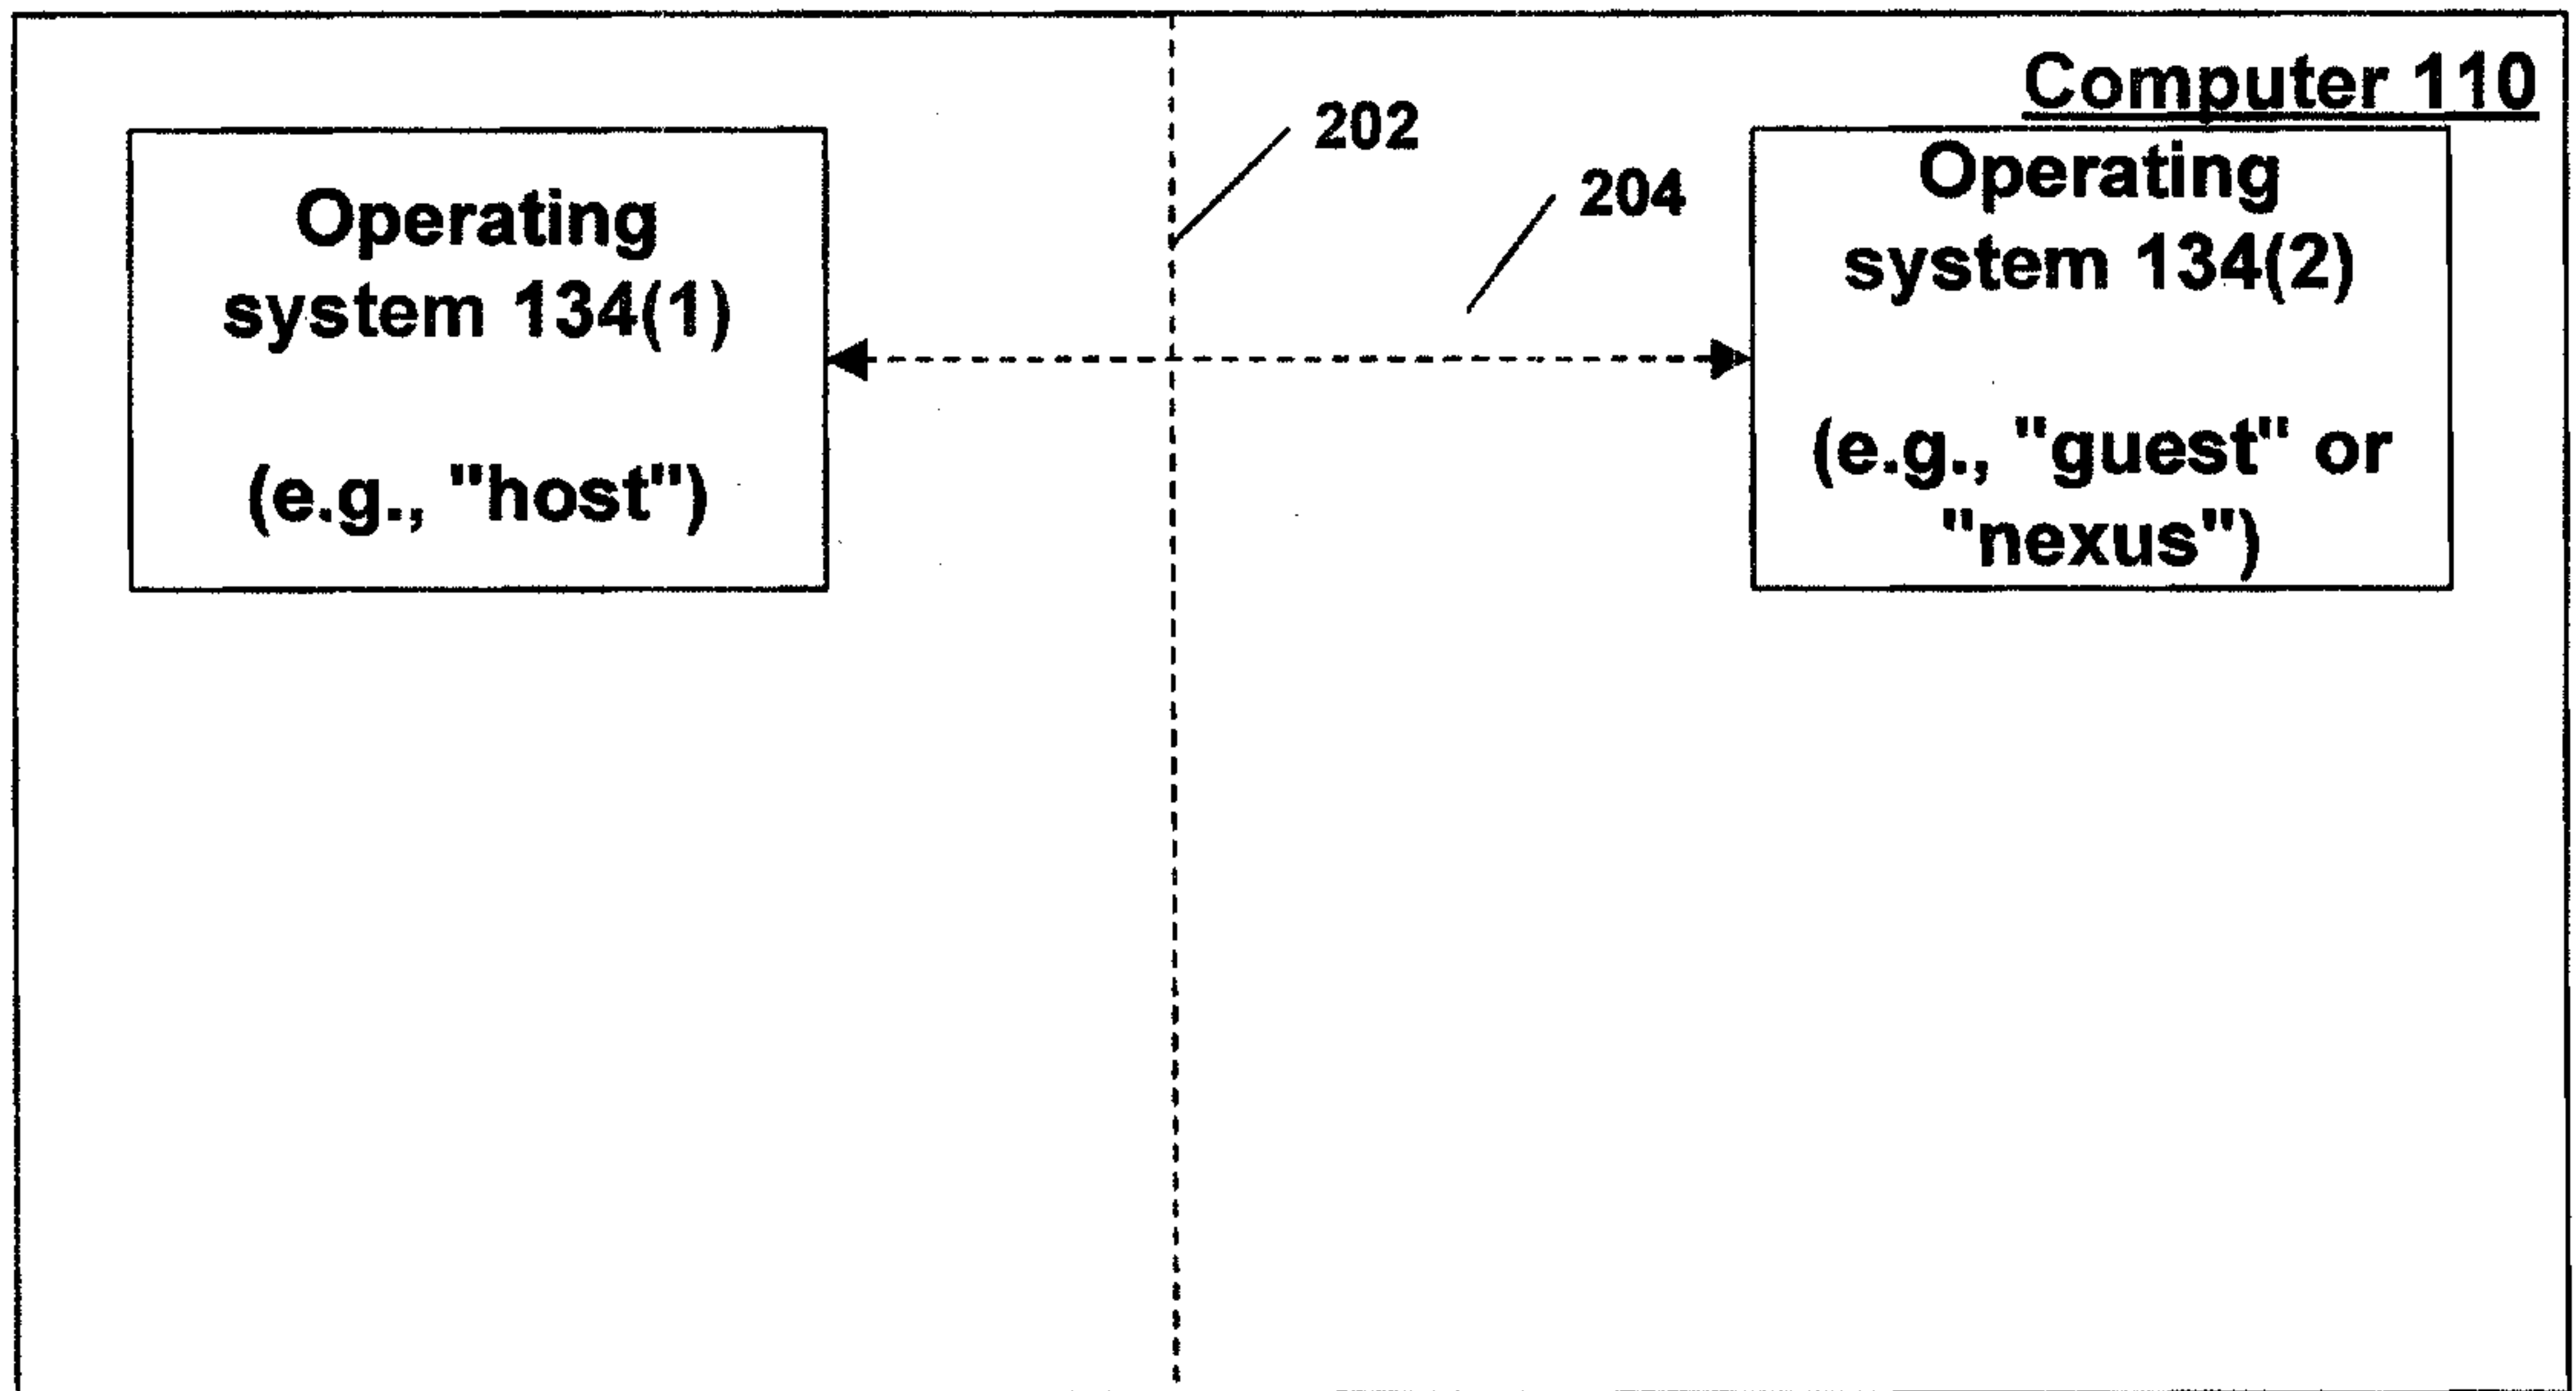 Computer 110
Operating
system 134(1)
(e.g., "host")
202
204
Operating
system 134(2)
(e.g., "guest" or
"nexus")